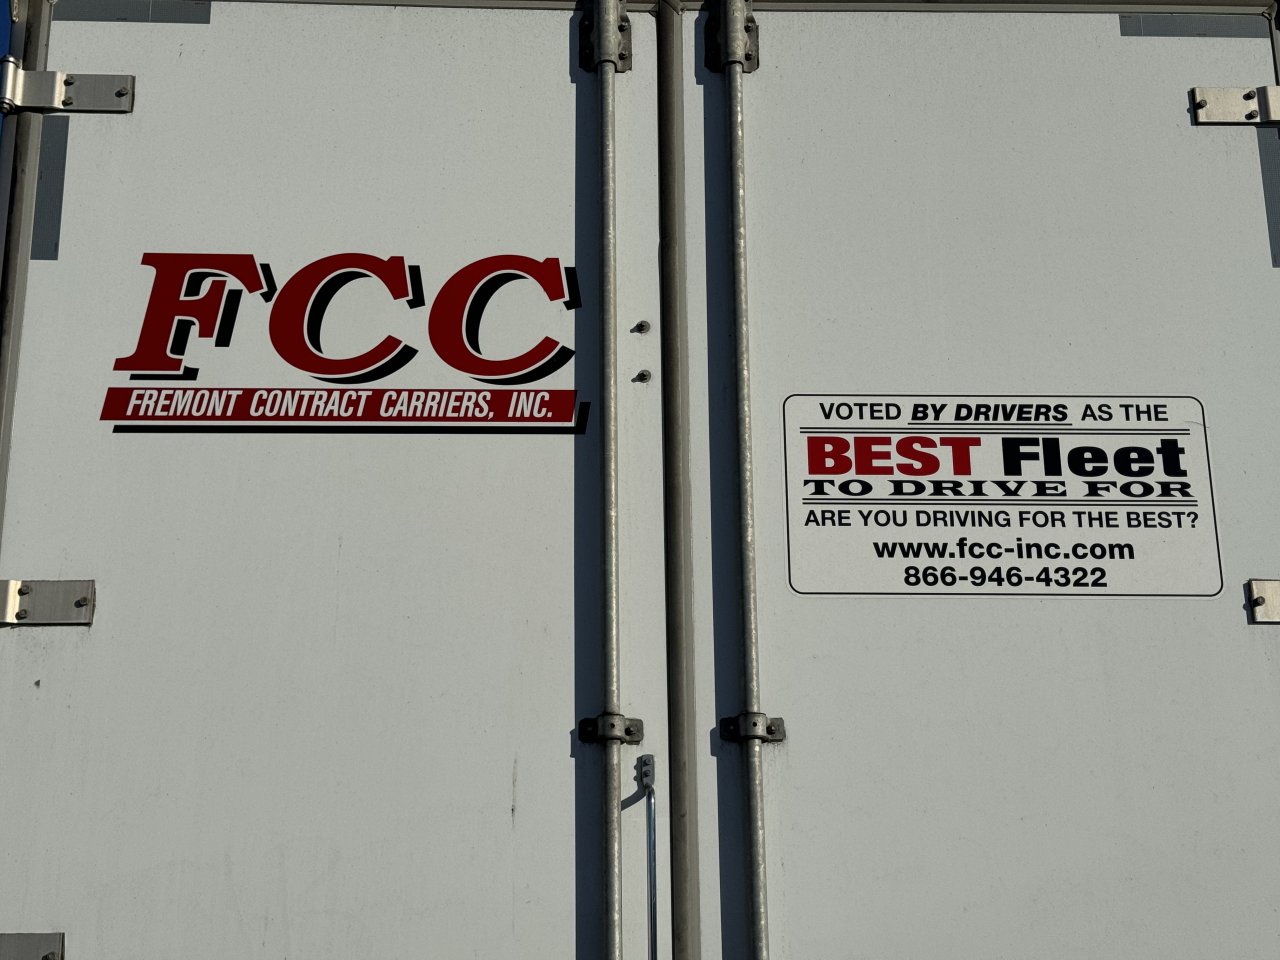 FCC
FREMONT CONTRACT CARRIERS, INC.
VOTED BY DRIVERS AS THE
BEST Fleet
TO DRIVE FOR
ARE YOU DRIVING FOR THE BEST?
www.fcc-inc.com
866-946-4322